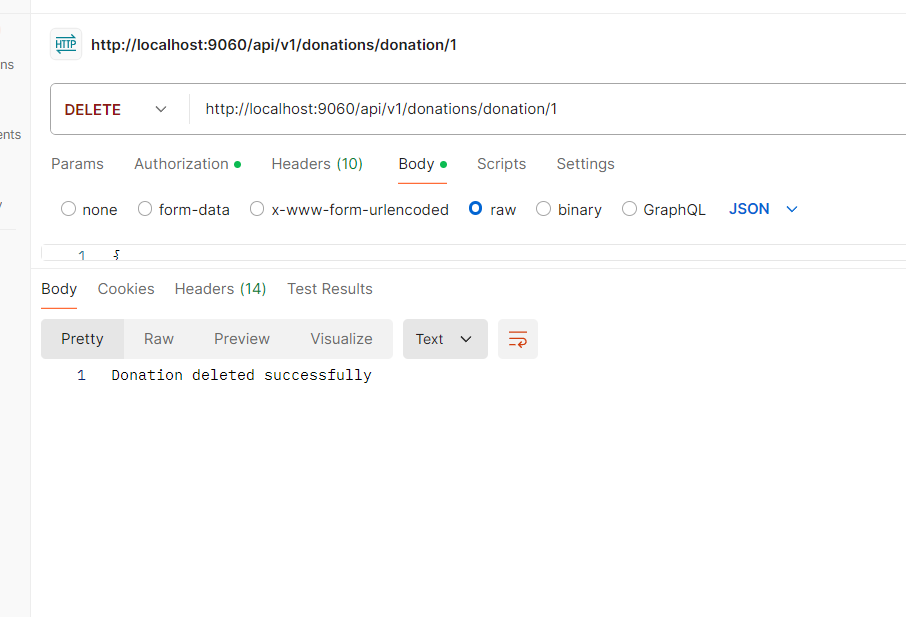 HTTP http://localhost:9060/api/v1/donations/donation/1
ns
DELETE http://localhost:9060/api/v1/donations/donation/1
ents
Params Authorization Headers (10) Body Scripts Settings
none form-data x-www-form-urlencoded raw binary GraphQL JSON
1 {
Body Cookies Headers (14) Test Results
Pretty Raw Preview Visualize Text
1 Donation deleted successfully